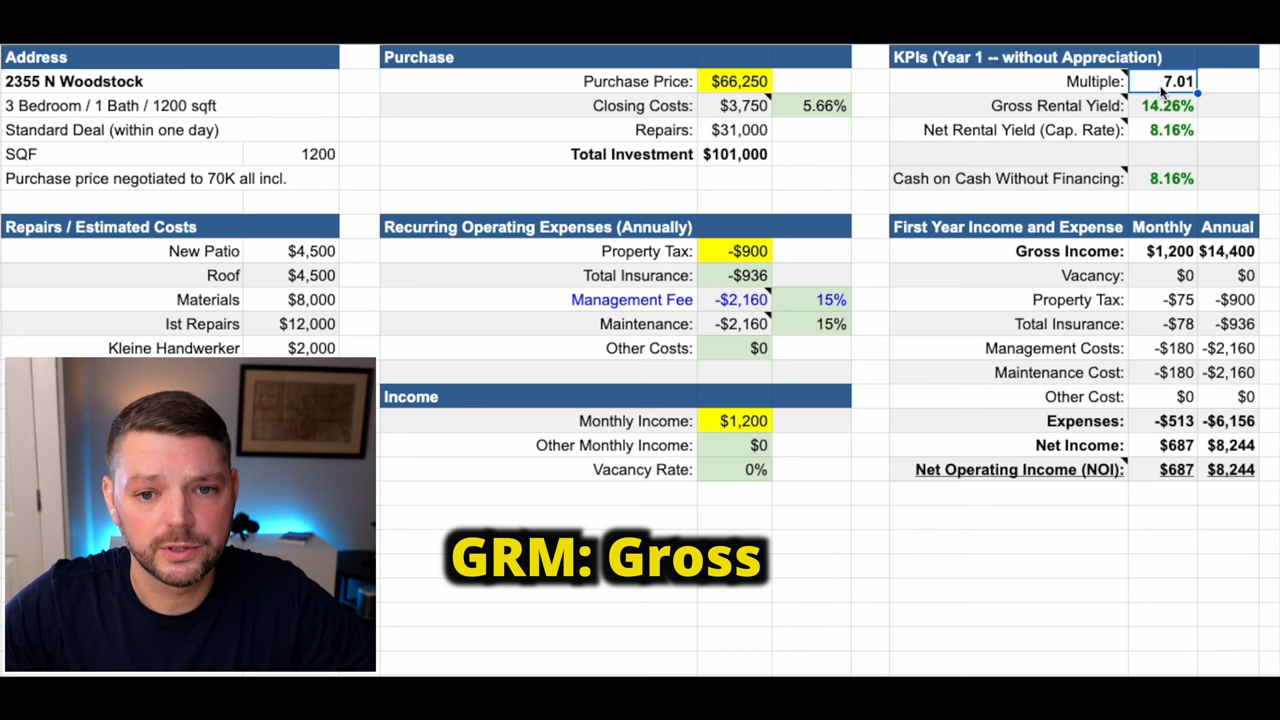 Address
2355 N Woodstock
3 Bedroom / 1 Bath / 1200 sqft
Standard Deal (within one day)
SQF 1200
Purchase price negotiated to 70K all incl.
Repairs / Estimated Costs
New Patio $4,500
Roof $4,500
Materials $8,000
Ist Repairs $12,000
Kleine Handwerker $2,000
Purchase
Purchase Price: $66,250
Closing Costs: $3,750 5.66%
Repairs: $31,000
Total Investment $101,000
Recurring Operating Expenses (Annually)
Property Tax: -$900
Total Insurance: -$936
Management Fee -$2,160 15%
Maintenance: -$2,160 15%
Other Costs: $0
Income
Monthly Income: $1,200
Other Monthly Income: $0
Vacancy Rate: 0%
KPIs (Year 1 -- without Appreciation)
Multiple: 7.01
Gross Rental Yield: 14.26%
Net Rental Yield (Cap. Rate): 8.16%
Cash on Cash Without Financing: 8.16%
First Year Income and Expense Monthly Annual
Gross Income: $1,200 $14,400
Vacancy: $0 $0
Property Tax: -$75 -$900
Total Insurance: -$78 -$936
Management Costs: -$180 -$2,160
Maintenance Cost: -$180 -$2,160
Other Cost: $0 $0
Expenses: -$513 -$6,156
Net Income: $687 $8,244
Net Operating Income (NOI): $687 $8,244
GRM: Gross